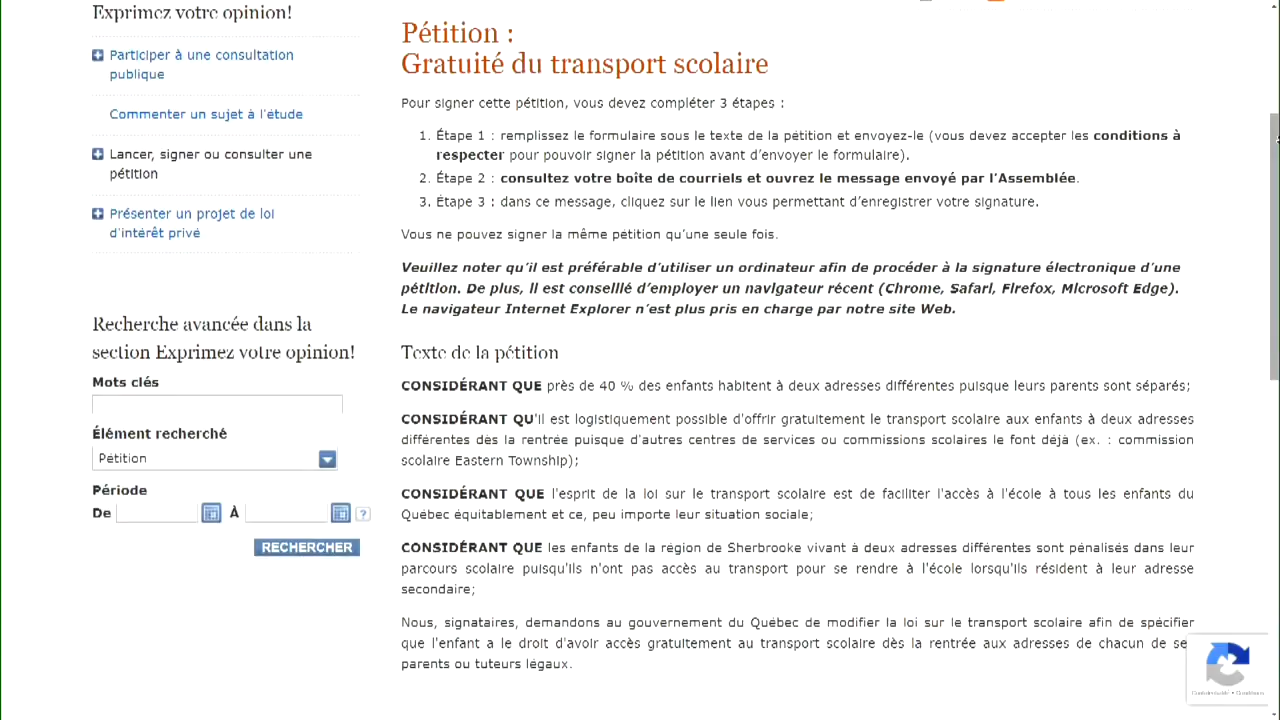 Exprimez votre opinion!
Participer à une consultation
publique
Commenter un sujet à l'étude
Lancer, signer ou consulter une
pétition
Présenter un projet de loi
d'intérêt privé
Recherche avancée dans la
section Exprimez votre opinion!
Mots clés
Élément recherché
Pétition
Période
De À ?
RECHERCHER
Pétition :
Gratuité du transport scolaire
Pour signer cette pétition, vous devez compléter 3 étapes :
1. Étape 1 : remplissez le formulaire sous le texte de la pétition et envoyez-le (vous devez accepter les conditions à
respecter pour pouvoir signer la pétition avant d’envoyer le formulaire).
2. Étape 2 : consultez votre boîte de courriels et ouvrez le message envoyé par l’Assemblée.
3. Étape 3 : dans ce message, cliquez sur le lien vous permettant d’enregistrer votre signature.
Vous ne pouvez signer la même pétition qu’une seule fois.
Veuillez noter qu’il est préférable d’utiliser un ordinateur afin de procéder à la signature électronique d’une
pétition. De plus, il est conseillé d’employer un navigateur récent (Chrome, Safari, Firefox, Microsoft Edge).
Le navigateur Internet Explorer n’est plus pris en charge par notre site Web.
Texte de la pétition
CONSIDÉRANT QUE près de 40 % des enfants habitent à deux adresses différentes puisque leurs parents sont séparés;
CONSIDÉRANT QU'il est logistiquement possible d'offrir gratuitement le transport scolaire aux enfants à deux adresses
différentes dès la rentrée puisque d'autres centres de services ou commissions scolaires le font déjà (ex. : commission
scolaire Eastern Township);
CONSIDÉRANT QUE l'esprit de la loi sur le transport scolaire est de faciliter l'accès à l'école à tous les enfants du
Québec équitablement et ce, peu importe leur situation sociale;
CONSIDÉRANT QUE les enfants de la région de Sherbrooke vivant à deux adresses différentes sont pénalisés dans leur
parcours scolaire puisqu'ils n'ont pas accès au transport pour se rendre à l'école lorsqu'ils résident à leur adresse
secondaire;
Nous, signataires, demandons au gouvernement du Québec de modifier la loi sur le transport scolaire afin de spécifier
que l'enfant a le droit d'avoir accès gratuitement au transport scolaire dès la rentrée aux adresses de chacun de se
parents ou tuteurs légaux.
Confidentialité • Conditions